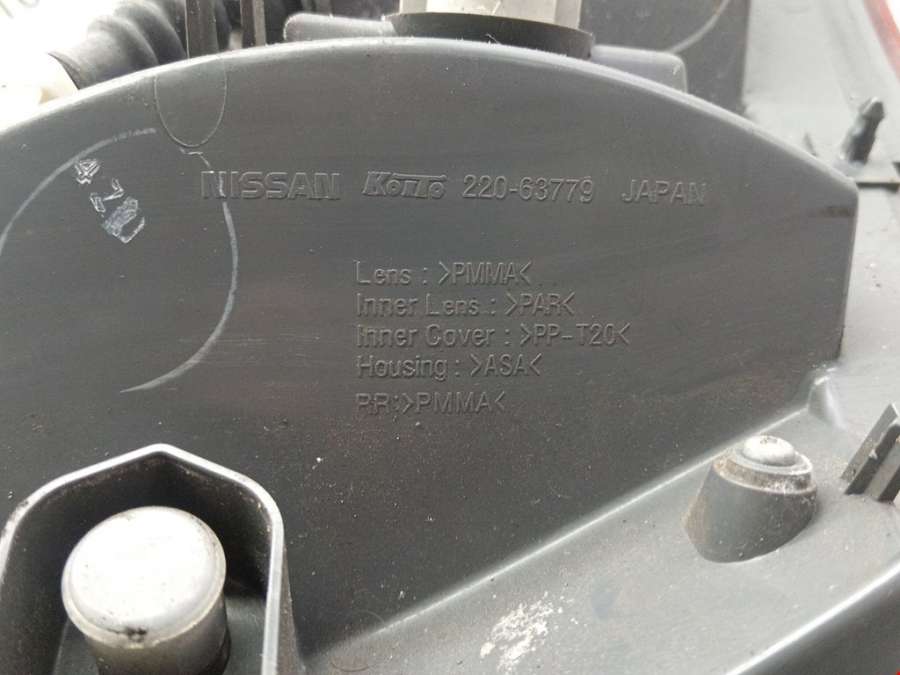 NISSAN KOITO 220-63779 JAPAN
Lens : >PMMA<
Inner Lens : >PAR<
Inner Cover : >PP-T20<
Housing : >ASA<
RR:>PMMA<